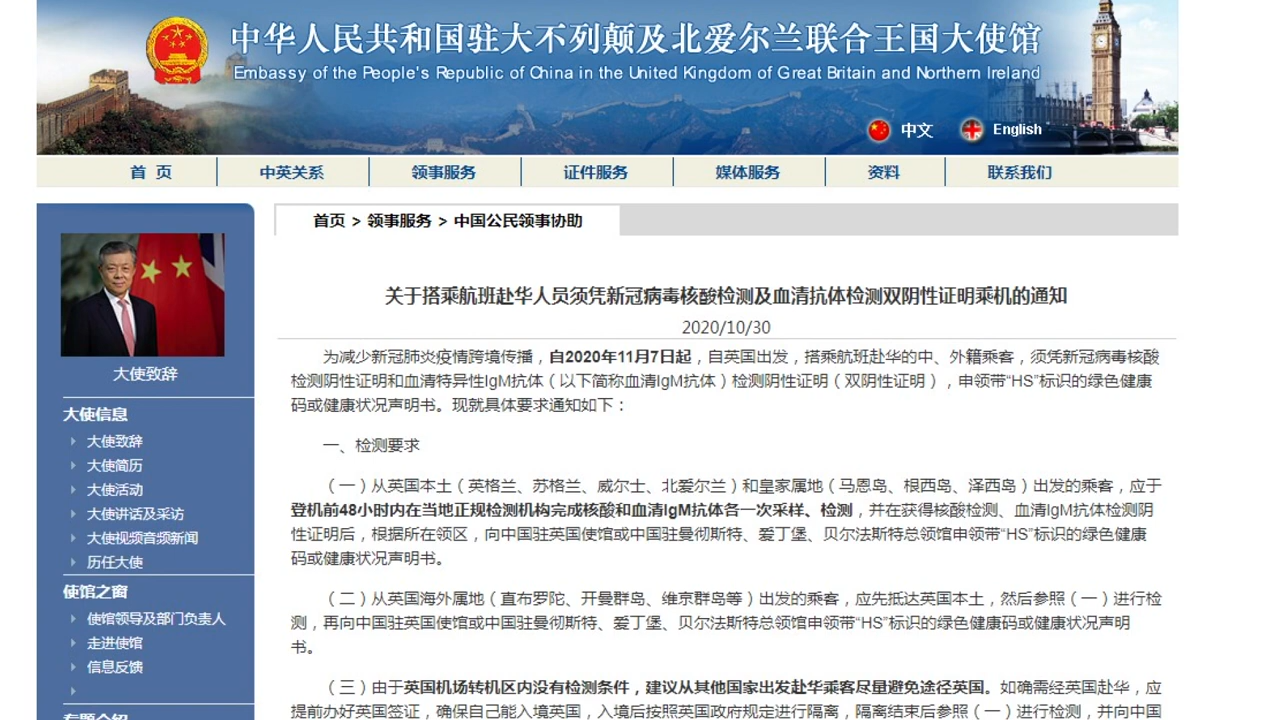 中华人民共和国驻大不列颠及北爱尔兰联合王国大使馆
Embassy of the People's Republic of China in the United Kingdom of Great Britain and Northern Ireland
中文 English
首 页 中英关系 领事服务 证件服务 媒体服务 资料 联系我们
首页 > 领事服务 > 中国公民领事协助
大使致辞
大使信息
大使致辞
大使简历
大使活动
大使讲话及采访
大使视频音频新闻
历任大使
使馆之窗
使馆领导及部门负责人
走进使馆
信息反馈
专题介绍
关于搭乘航班赴华人员须凭新冠病毒核酸检测及血清抗体检测双阴性证明乘机的通知
2020/10/30
为减少新冠肺炎疫情跨境传播，自2020年11月7日起，自英国出发，搭乘航班赴华的中、外籍乘客，须凭新冠病毒核酸
检测阴性证明和血清特异性IgM抗体（以下简称血清IgM抗体）检测阴性证明（双阴性证明），申领带“HS”标识的绿色健康
码或健康状况声明书。现就具体要求通知如下：
一、检测要求
（一）从英国本土（英格兰、苏格兰、威尔士、北爱尔兰）和皇家属地（马恩岛、根西岛、泽西岛）出发的乘客，应于
登机前48小时内在当地正规检测机构完成核酸和血清IgM抗体各一次采样、检测，并在获得核酸检测、血清IgM抗体检测阴
性证明后，根据所在领区，向中国驻英国使馆或中国驻曼彻斯特、爱丁堡、贝尔法斯特总领馆申领带“HS”标识的绿色健康
码或健康状况声明书。
（二）从英国海外属地（直布罗陀、开曼群岛、维京群岛等）出发的乘客，应先抵达英国本土，然后参照（一）进行检
测，再向中国驻英国使馆或中国驻曼彻斯特、爱丁堡、贝尔法斯特总领馆申领带“HS”标识的绿色健康码或健康状况声明
书。
（三）由于英国机场转机区内没有检测条件，建议从其他国家出发赴华乘客尽量避免途径英国。如确需经英国赴华，应
提前办好英国签证，确保自己能入境英国，入境后按照英国政府规定进行隔离，隔离结束后参照（一）进行检测，并向中国